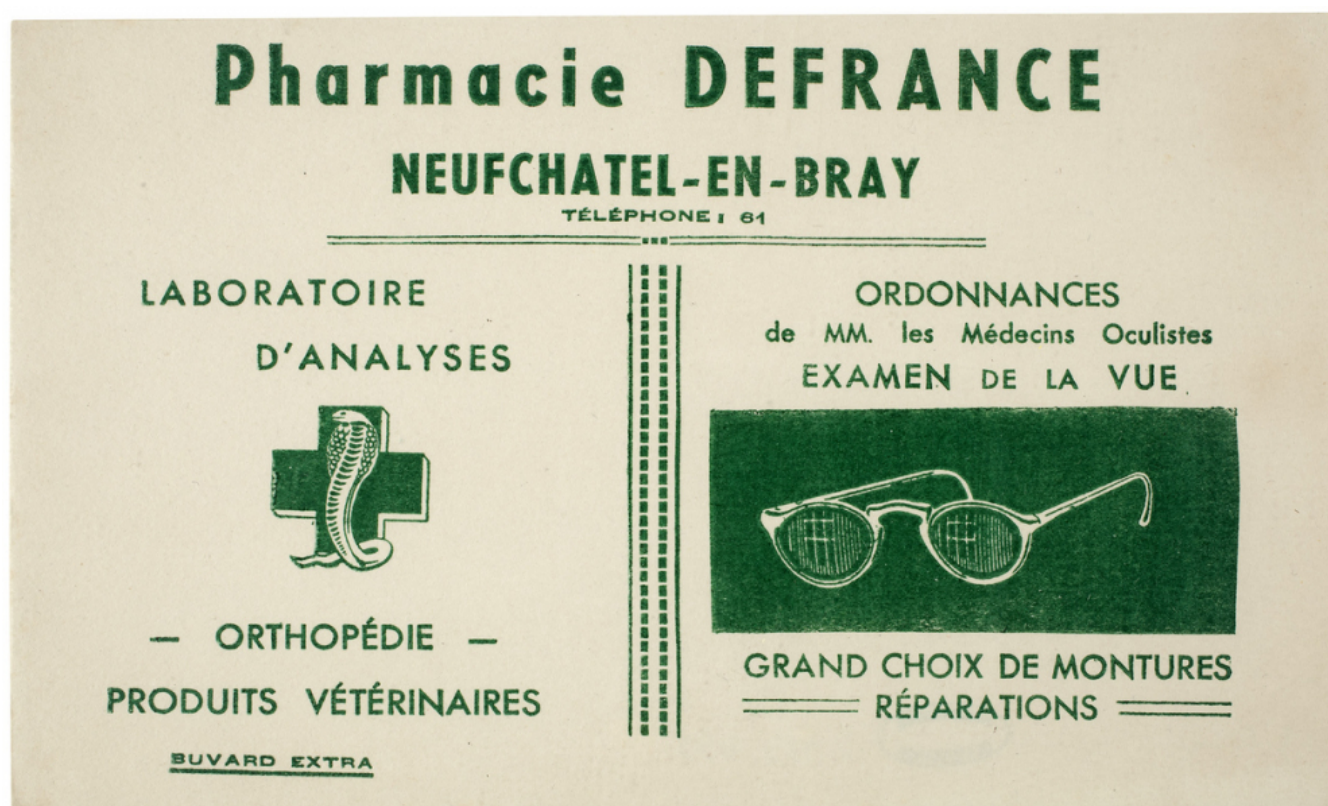 Pharmacie DEFRANCE
NEUFCHATEL-EN-BRAY
TÉLÉPHONE : 61
LABORATOIRE
D'ANALYSES
— ORTHOPÉDIE —
PRODUITS VÉTÉRINAIRES
BUVARD EXTRA
ORDONNANCES
de MM. les Médecins Oculistes
EXAMEN DE LA VUE
GRAND CHOIX DE MONTURES
RÉPARATIONS